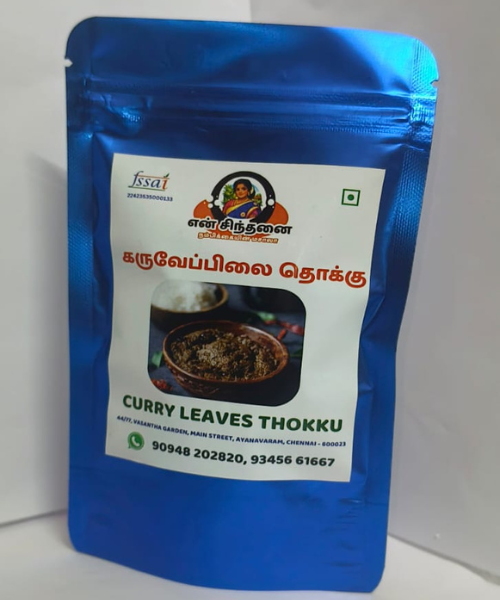 fssai
என் சிந்தனை
கருவேப்பிலை தொக்கு
CURRY LEAVES THOKKU
44/77, VASANTHA GARDEN, MAIN STREET, AYANAVARAM, CHENNAI - 600023
90948 202820, 93456 61667